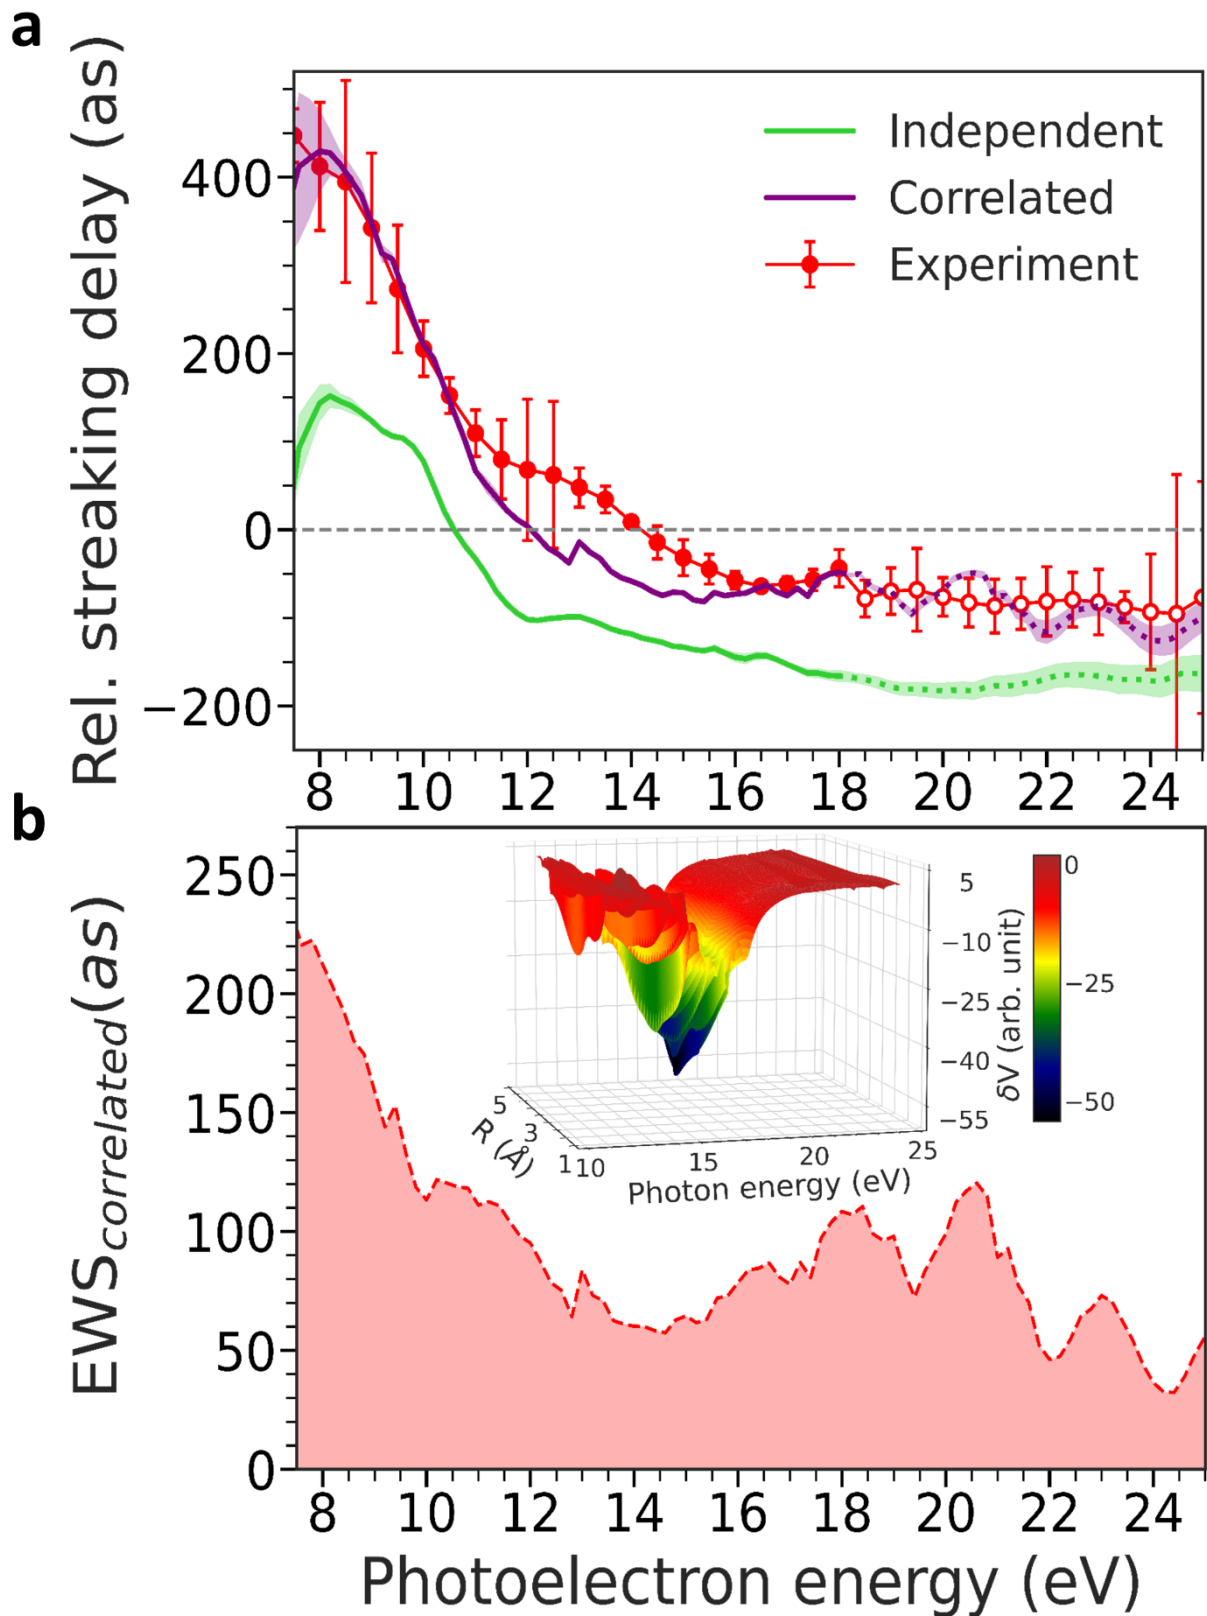 a
Rel. streaking delay (as)
400
200
0
−200
Independent
Correlated
Experiment
8 10 12 14 16 18 20 22 24
b
EWScorrelated(as)
250
200
150
100
50
0
5
−10
−25
−40
−55
δV (arb. unit)
0
−25
−50
5
3
1
R (Å)
10 15 20 25
Photon energy (eV)
8 10 12 14 16 18 20 22 24
Photoelectron energy (eV)